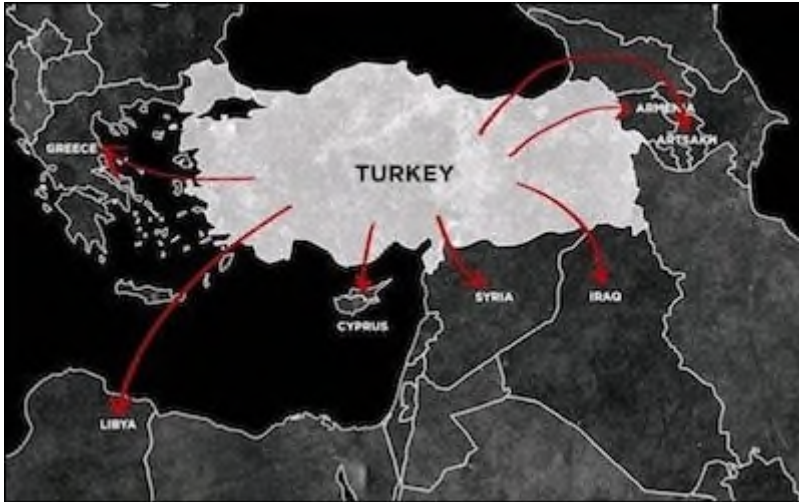 ARMENIA
ARTSAKH
GREECE
TURKEY
SYRIA
IRAQ
CYPRUS
LIBYA